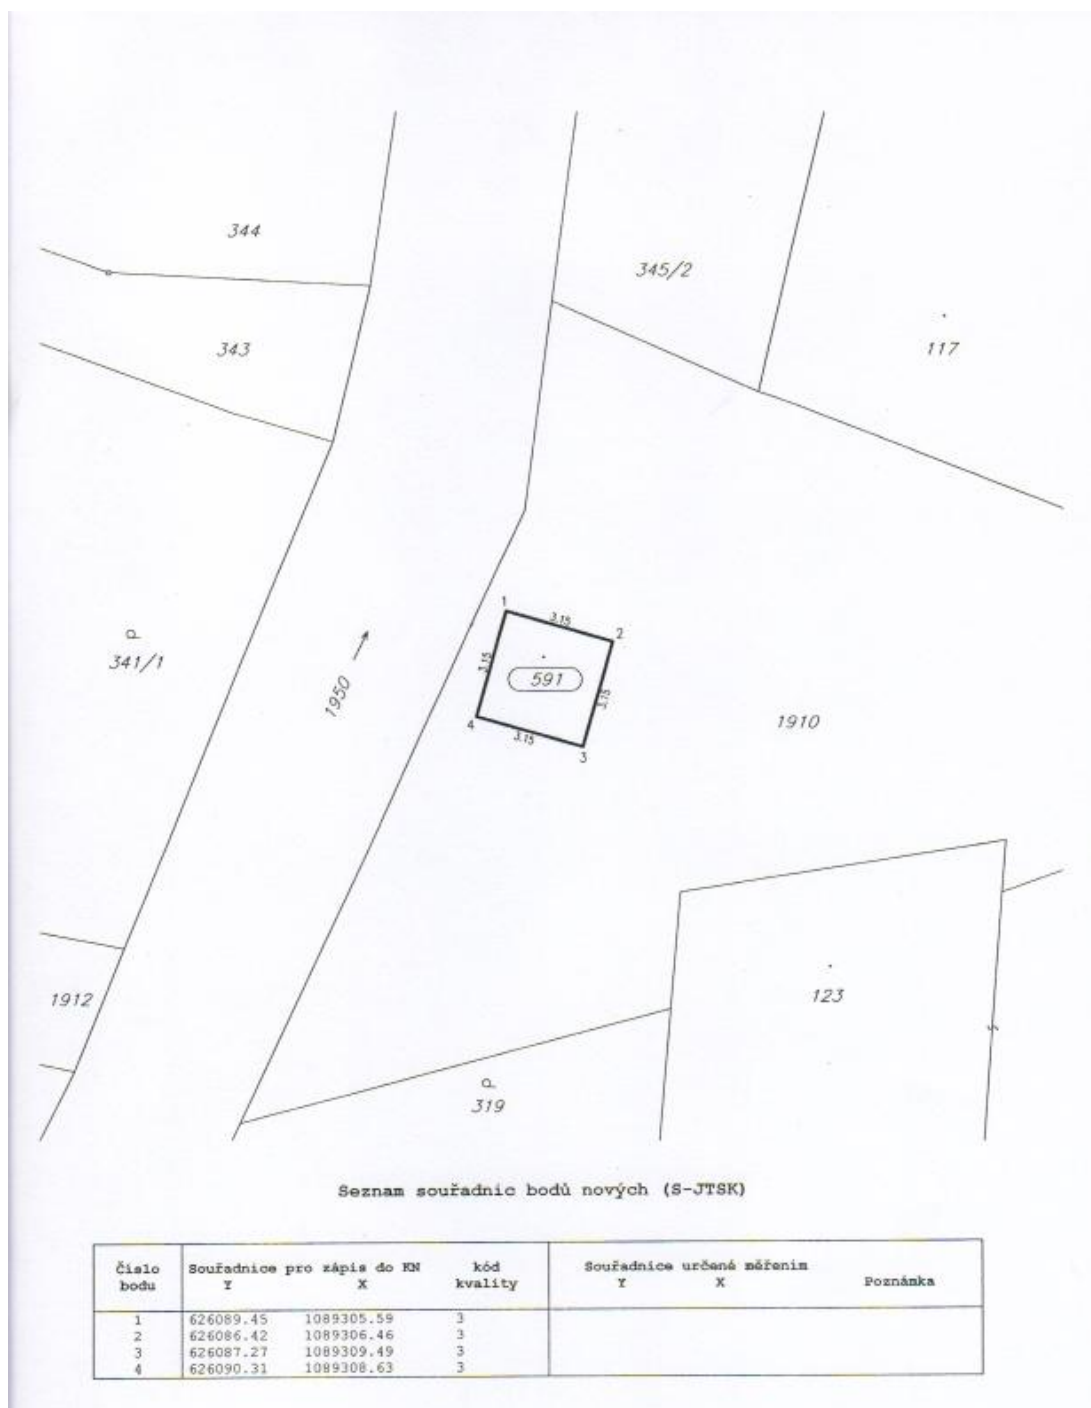 344
345/2
343
117
1
3.15
2
P
341/1
3.15
591
1950
3.15
1910
4
3.15
3
1912
123
P
319
Seznam souřadnic bodů nových (S-JTSK)
Číslo bodu Souřadnice pro zápis do KN Y X kód kvality Souřadnice určené měřením Y X Poznámka
1 626089.45 1089305.59 3
2 626086.42 1089306.46 3
3 626087.27 1089309.49 3
4 626090.31 1089308.63 3